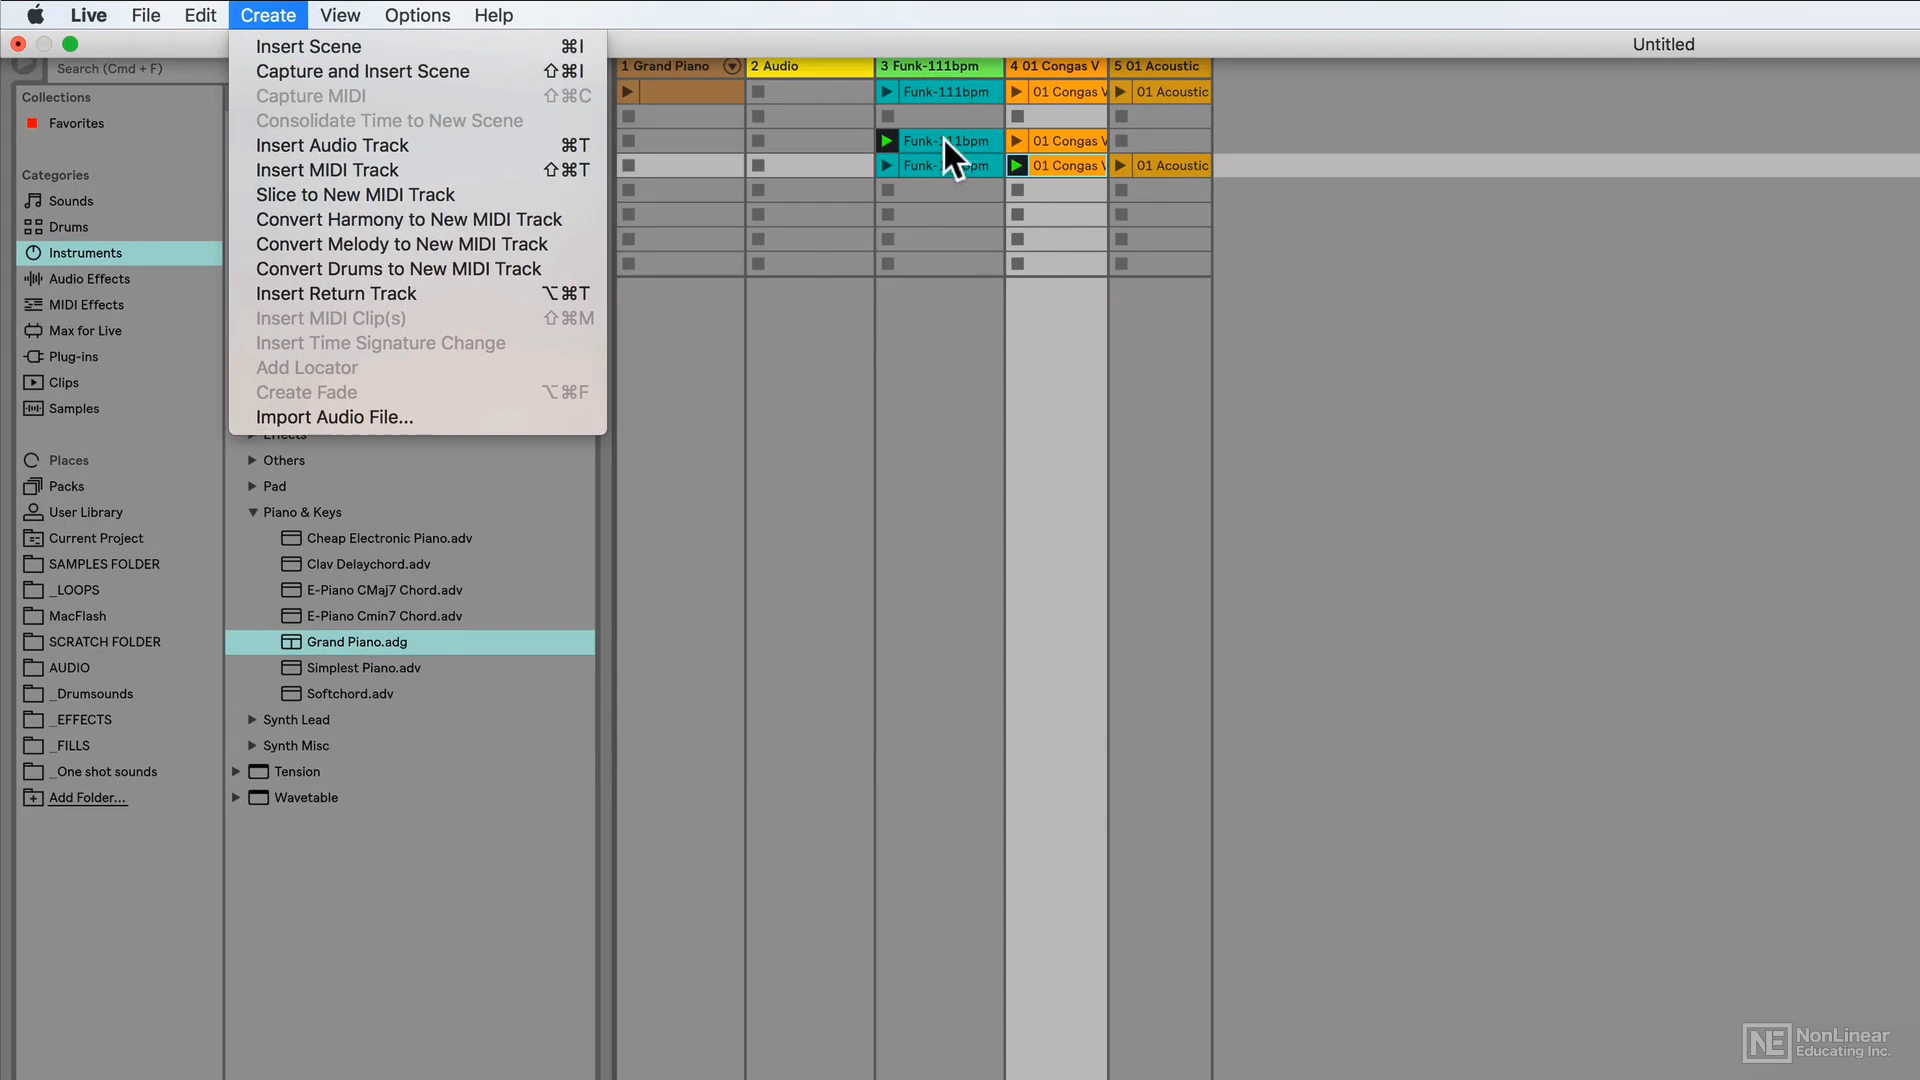 Live File Edit Create View Options Help
Untitled
Search (Cmd + F)
Collections
Favorites
Categories
Sounds
Drums
Instruments
Audio Effects
MIDI Effects
Max for Live
Plug-ins
Clips
Samples
Places
Packs
User Library
Current Project
SAMPLES FOLDER
_LOOPS
MacFlash
SCRATCH FOLDER
AUDIO
_Drumsounds
_EFFECTS
_FILLS
_One shot sounds
Add Folder...
Insert Scene ⌘I
Capture and Insert Scene ⇧⌘I
Capture MIDI ⇧⌘C
Consolidate Time to New Scene
Insert Audio Track ⌘T
Insert MIDI Track ⇧⌘T
Slice to New MIDI Track
Convert Harmony to New MIDI Track
Convert Melody to New MIDI Track
Convert Drums to New MIDI Track
Insert Return Track ⌥⌘T
Insert MIDI Clip(s) ⇧⌘M
Insert Time Signature Change
Add Locator
Create Fade ⌥⌘F
Import Audio File...
Effects
Others
Pad
Piano & Keys
Cheap Electronic Piano.adv
Clav Delaychord.adv
E-Piano CMaj7 Chord.adv
E-Piano Cmin7 Chord.adv
Grand Piano.adg
Simplest Piano.adv
Softchord.adv
Synth Lead
Synth Misc
Tension
Wavetable
1 Grand Piano 2 Audio 3 Funk-111bpm 4 01 Congas V 5 01 Acoustic
Funk-111bpm 01 Congas V 01 Acoustic
01 Congas V
01 Congas V 01 Acoustic
NE NonLinear
Educating Inc.